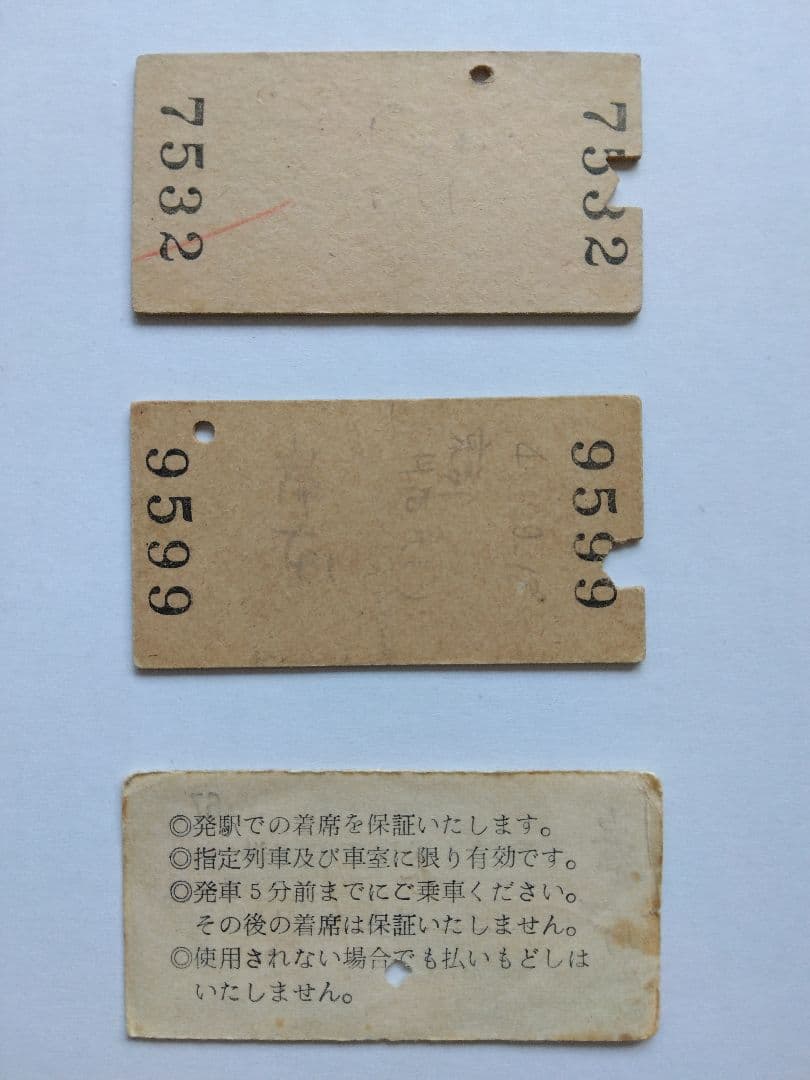 7532
7532
9599
9599
◎発駅での着席を保証いたします。
◎指定列車及び車室に限り有効です。
◎発車5分前までにご乗車ください。
その後の着席は保証いたしません。
◎使用されない場合でも払いもどしは
いたしません。